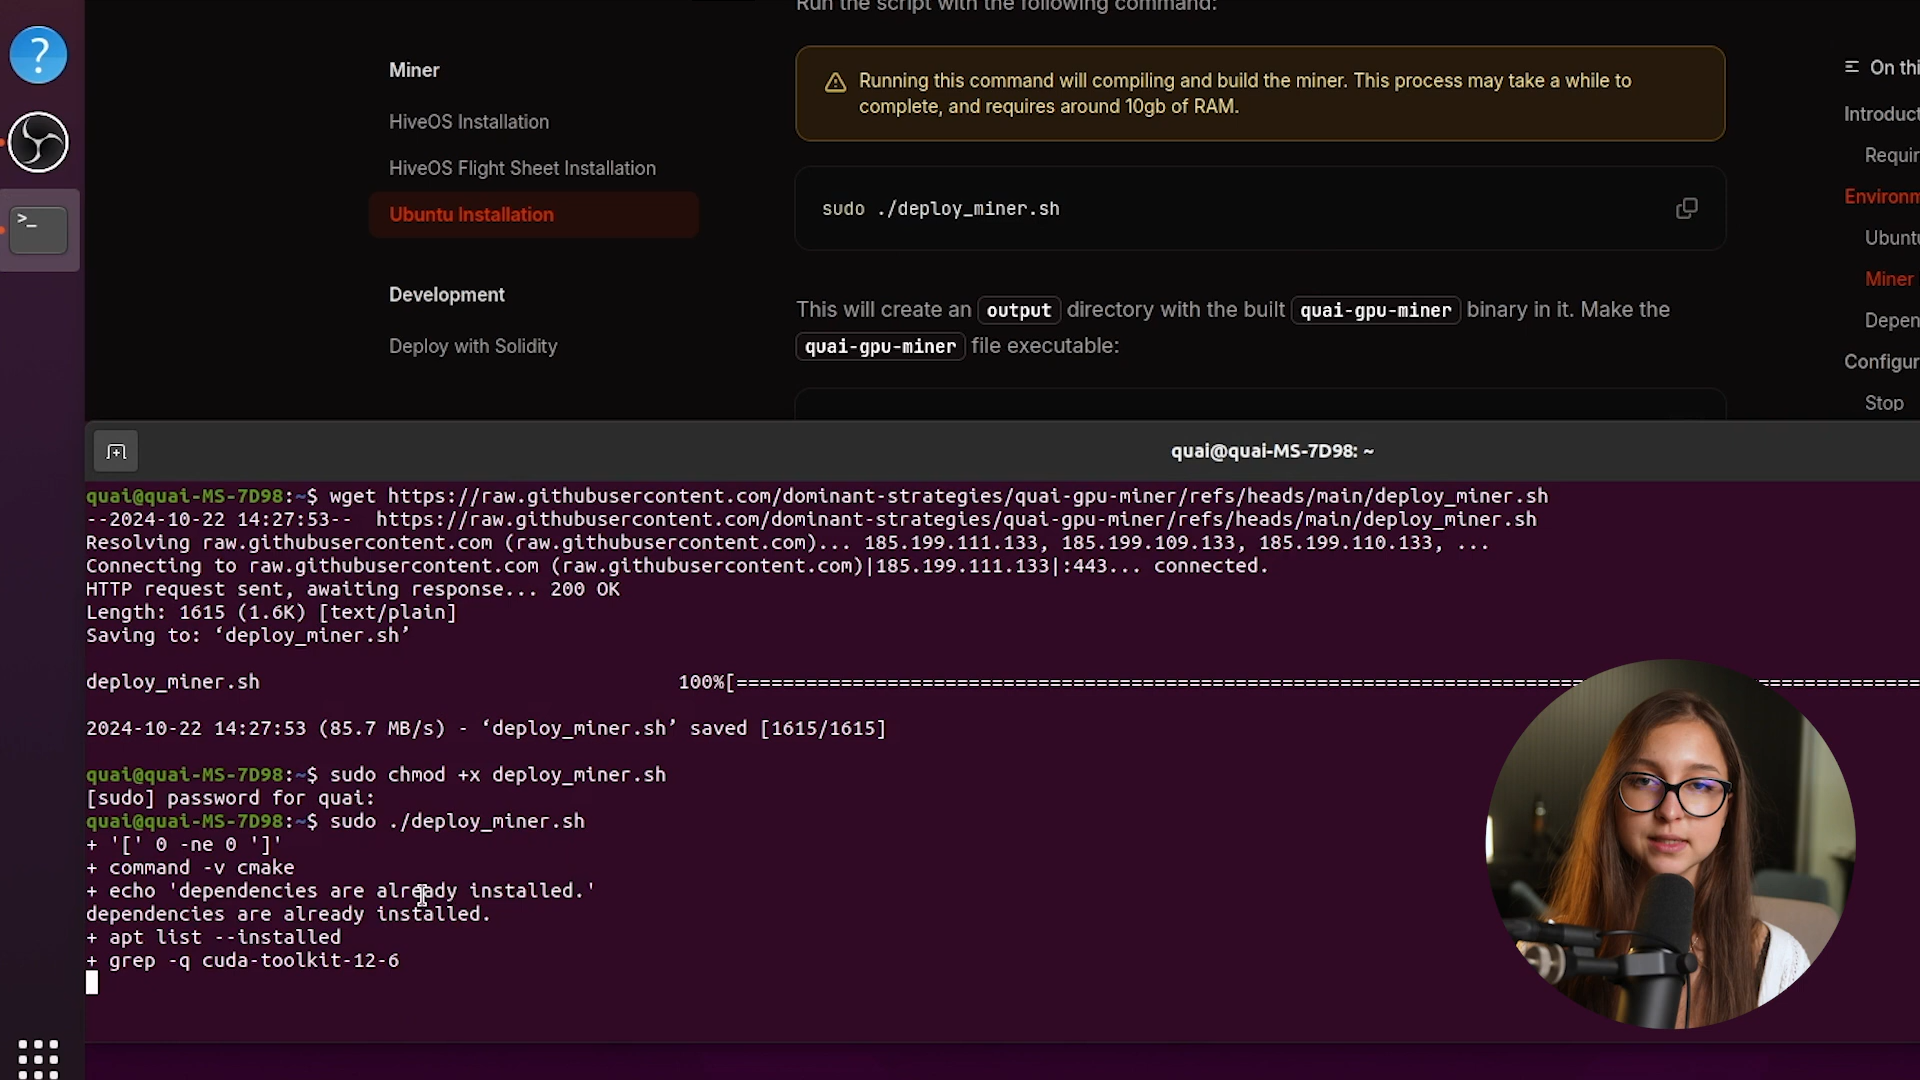 Run the script with the following command:
Miner
HiveOS Installation
HiveOS Flight Sheet Installation
Ubuntu Installation
Development
Deploy with Solidity
Running this command will compiling and build the miner. This process may take a while to
complete, and requires around 10gb of RAM.
sudo ./deploy_miner.sh
This will create an output directory with the built quai-gpu-miner binary in it. Make the
quai-gpu-miner file executable:
On thi
Introduct
Requir
Environm
Ubuntu
Miner
Depen
Configur
Stop
quai@quai-MS-7D98: ~
quai@quai-MS-7D98:~$ wget https://raw.githubusercontent.com/dominant-strategies/quai-gpu-miner/refs/heads/main/deploy_miner.sh
--2024-10-22 14:27:53--  https://raw.githubusercontent.com/dominant-strategies/quai-gpu-miner/refs/heads/main/deploy_miner.sh
Resolving raw.githubusercontent.com (raw.githubusercontent.com)... 185.199.111.133, 185.199.109.133, 185.199.110.133, ...
Connecting to raw.githubusercontent.com (raw.githubusercontent.com)|185.199.111.133|:443... connected.
HTTP request sent, awaiting response... 200 OK
Length: 1615 (1.6K) [text/plain]
Saving to: ‘deploy_miner.sh’
deploy_miner.sh 100%[==================================================
2024-10-22 14:27:53 (85.7 MB/s) - ‘deploy_miner.sh’ saved [1615/1615]
quai@quai-MS-7D98:~$ sudo chmod +x deploy_miner.sh
[sudo] password for quai:
quai@quai-MS-7D98:~$ sudo ./deploy_miner.sh
+ '[' 0 -ne 0 ']'
+ command -v cmake
+ echo 'dependencies are already installed.'
dependencies are already installed.
+ apt list --installed
+ grep -q cuda-toolkit-12-6